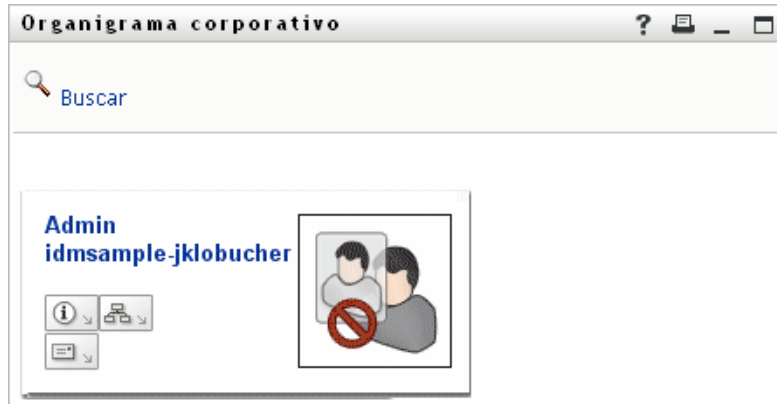 Organigrama corporativo
Buscar
Admin
idmsample-jklobucher